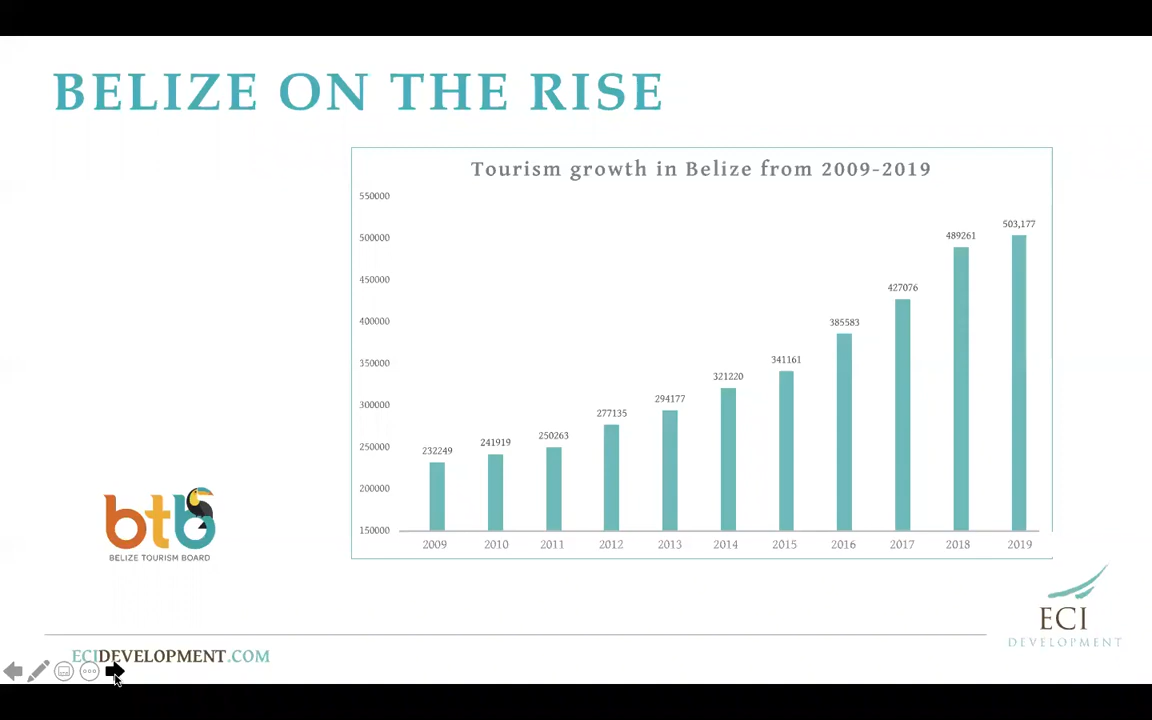 BELIZE ON THE RISE
Tourism growth in Belize from 2009-2019
550000
500000
450000
400000
350000
300000
250000
200000
150000
232249
241919
250263
277135
294177
321220
341161
385583
427076
489261
503,177
2009 2010 2011 2012 2013 2014 2015 2016 2017 2018 2019
btb
BELIZE TOURISM BOARD
ECI
DEVELOPMENT
ECIDEVELOPMENT.COM